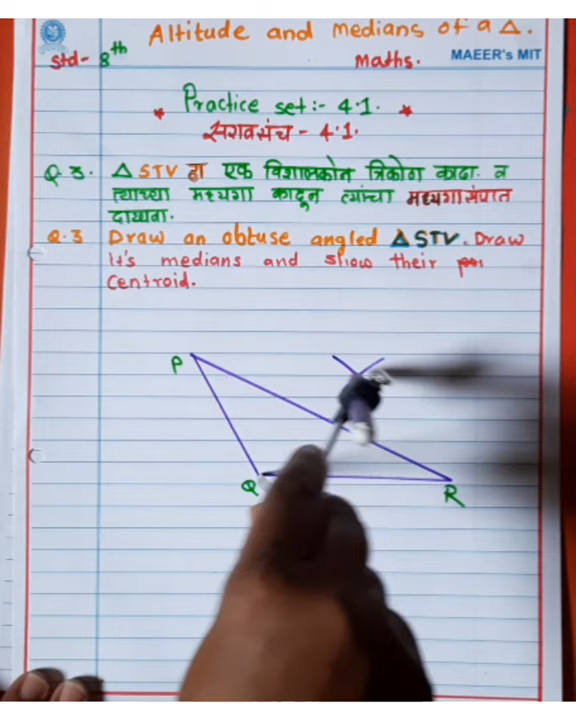 Altitude and medians of a △.
std- 8th
Maths.
MAEER's MIT
* Practice set:- 4.1. *
सरावसंच - 4.1.
Q.3. △ STV हा एक विशालकोन त्रिकोण काढा. व
त्याच्या मध्यगा काढून त्यांचा मध्यगासंपात
दाखवा.
Q.3 Draw an obtuse angled △ STV. Draw
It's medians and show their
Centroid.
P
Q
R